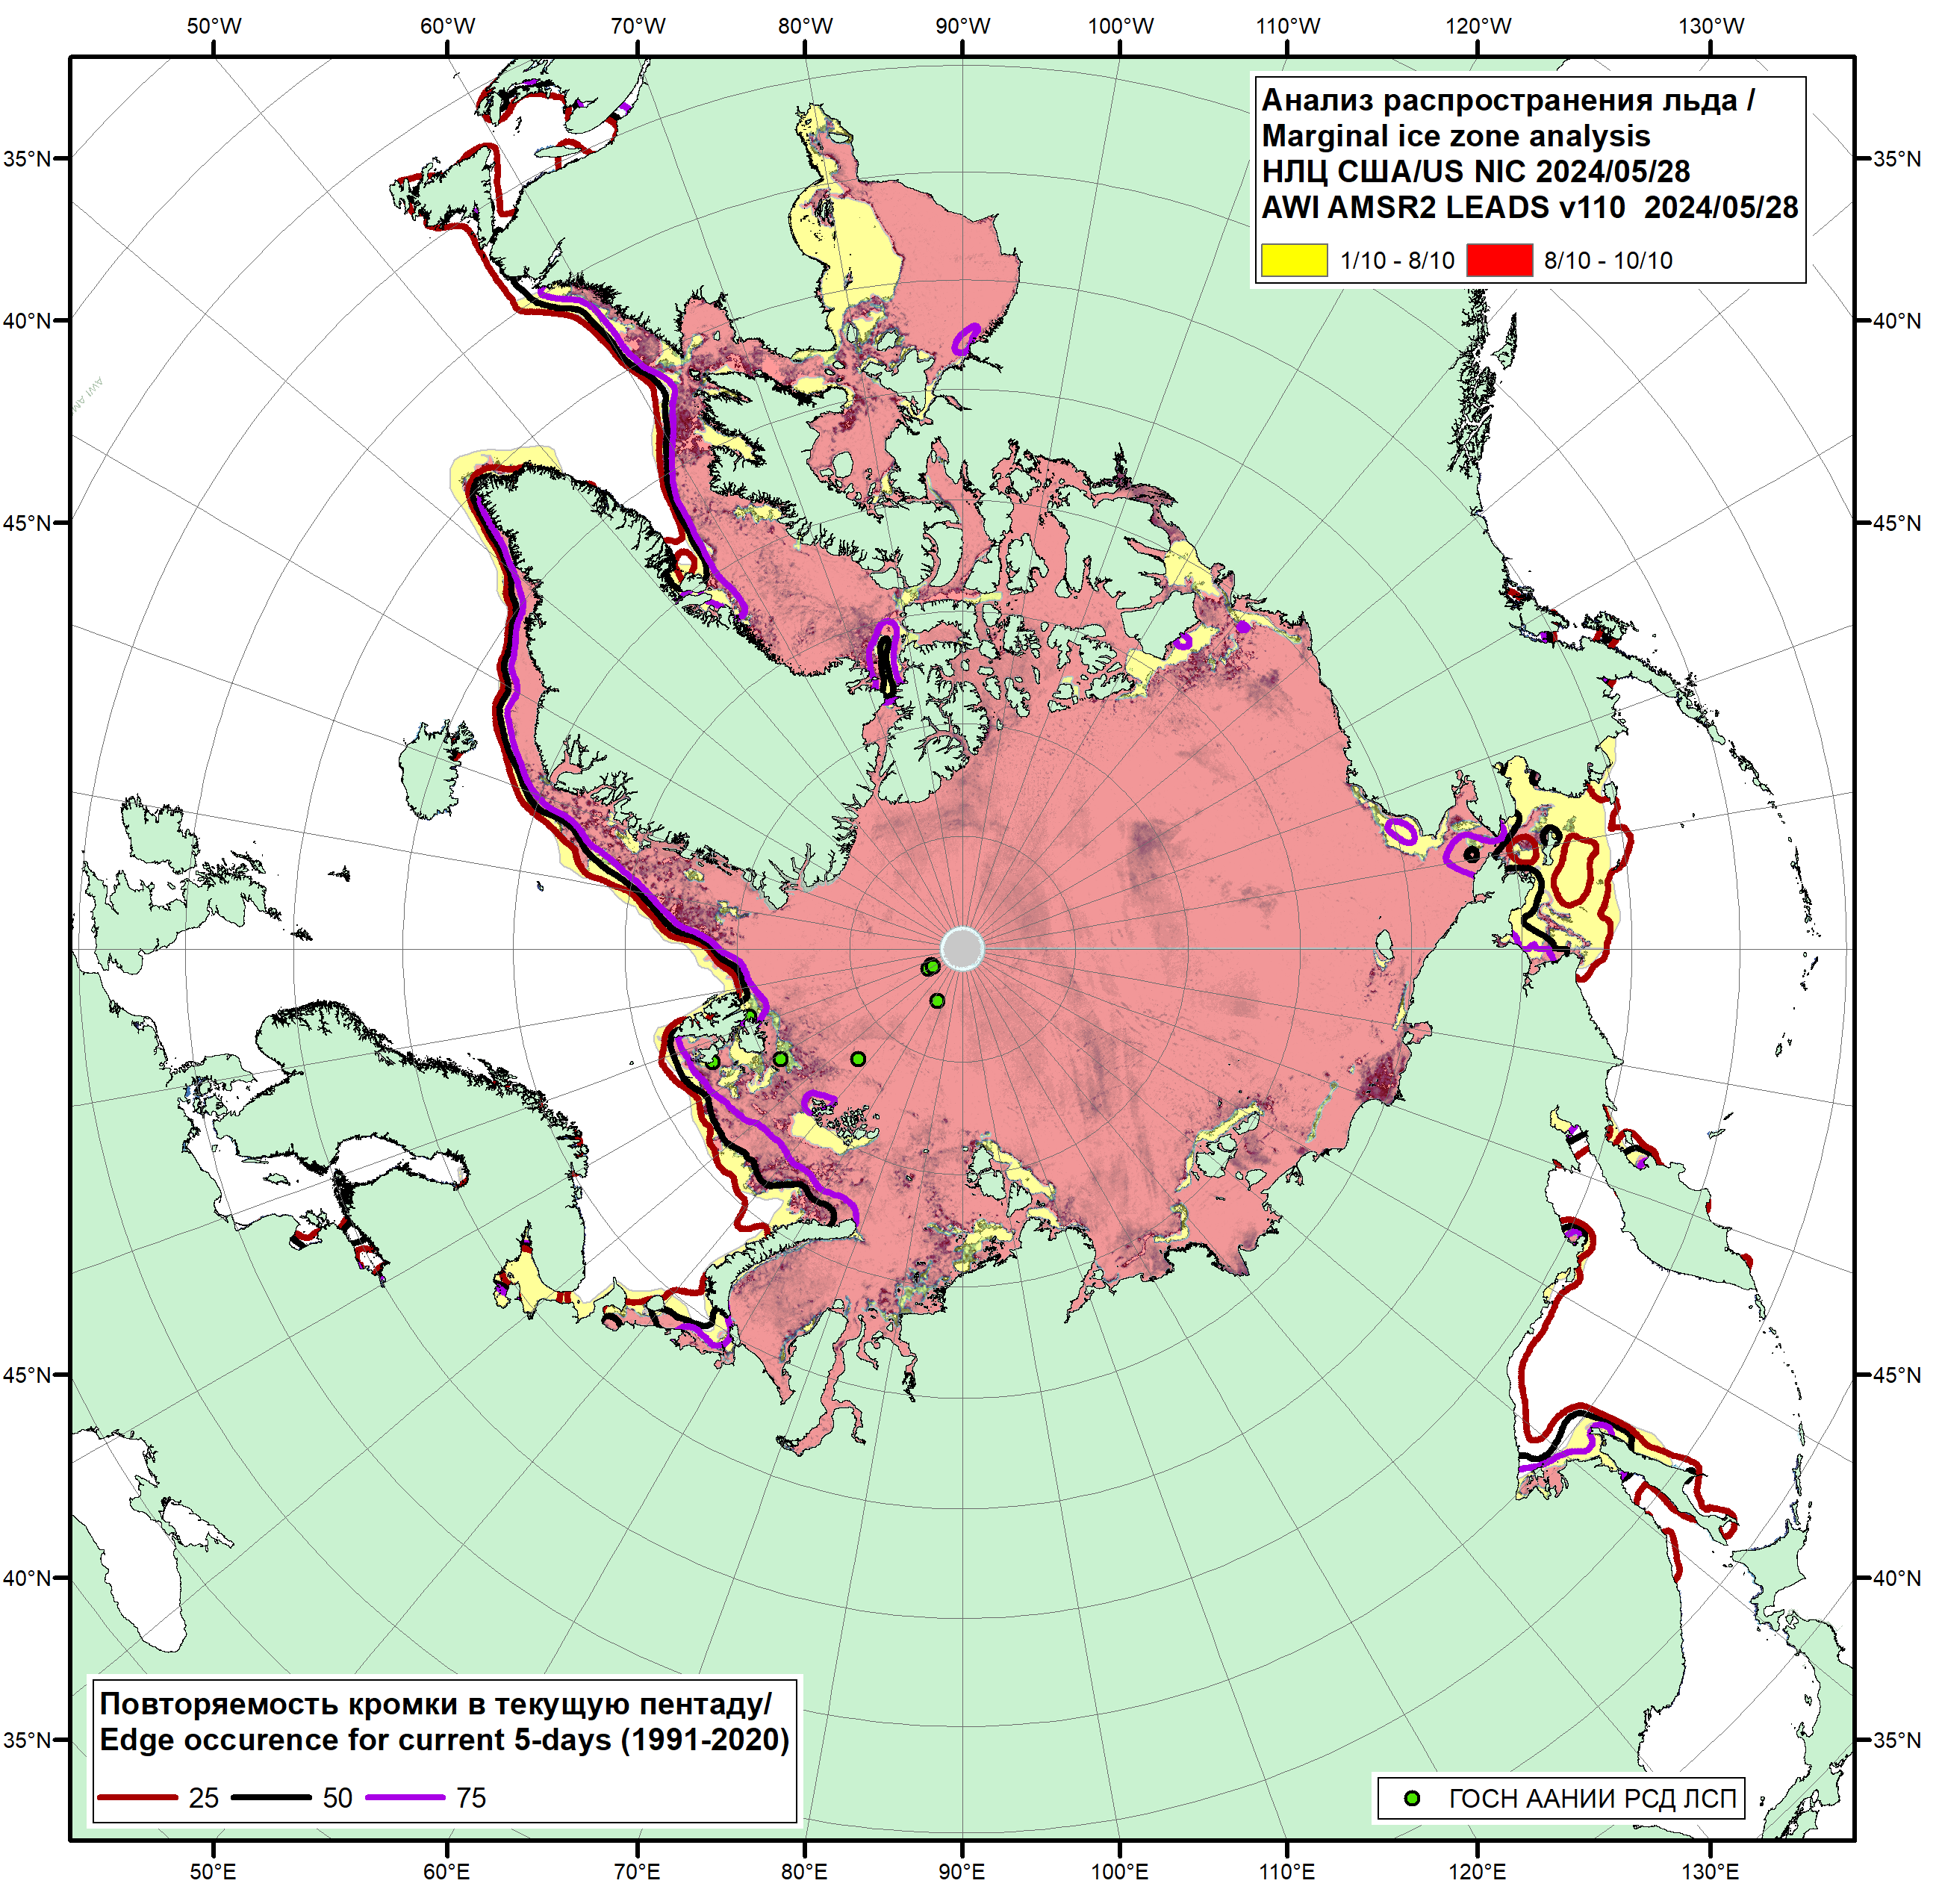 50°W 60°W 70°W 80°W 90°W 100°W 110°W 120°W 130°W
Анализ распространения льда /
Marginal ice zone analysis
НЛЦ США/US NIC 2024/05/28
AWI AMSR2 LEADS v110 2024/05/28
1/10 - 8/10 8/10 - 10/10
35°N 35°N
40°N 40°N
AWI AM
45°N 45°N
45°N 45°N
40°N 40°N
35°N 35°N
Повторяемость кромки в текущую пентаду/
Edge occurence for current 5-days (1991-2020)
25 50 75
ГОСН ААНИИ РСД ЛСП
50°E 60°E 70°E 80°E 90°E 100°E 110°E 120°E 130°E